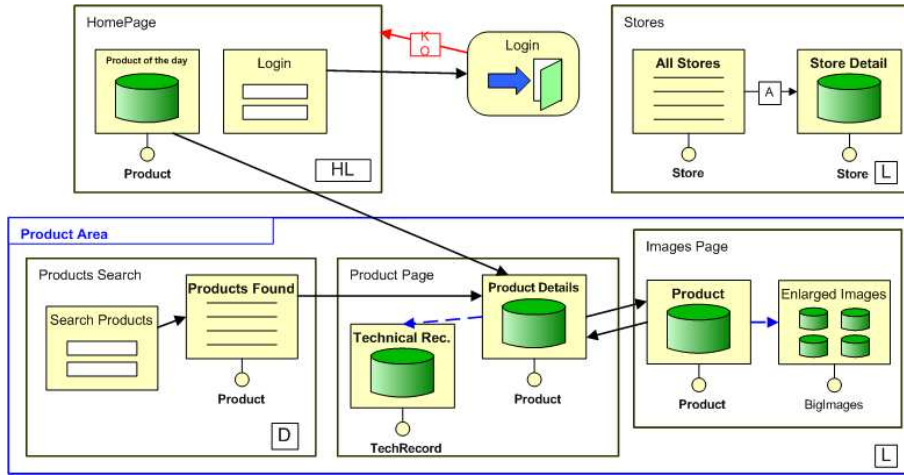 HomePage
Product of the day
Login
Product
HL
K
O
Login
Stores
All Stores
A
Store Detail
Store
Store
L
Product Area
Products Search
Search Products
Products Found
Product
D
Product Page
Product Details
Technical Rec.
Product
TechRecord
Images Page
Product
Enlarged Images
Product
BigImages
L